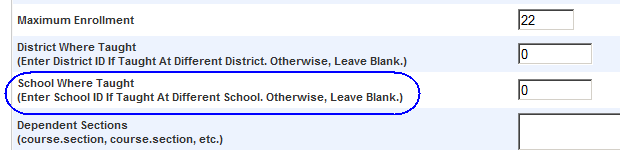 Maximum Enrollment 22
District Where Taught
(Enter District ID If Taught At Different District. Otherwise, Leave Blank.) 0
School Where Taught
(Enter School ID If Taught At Different School. Otherwise, Leave Blank.) 0
Dependent Sections
(course.section, course.section, etc.)